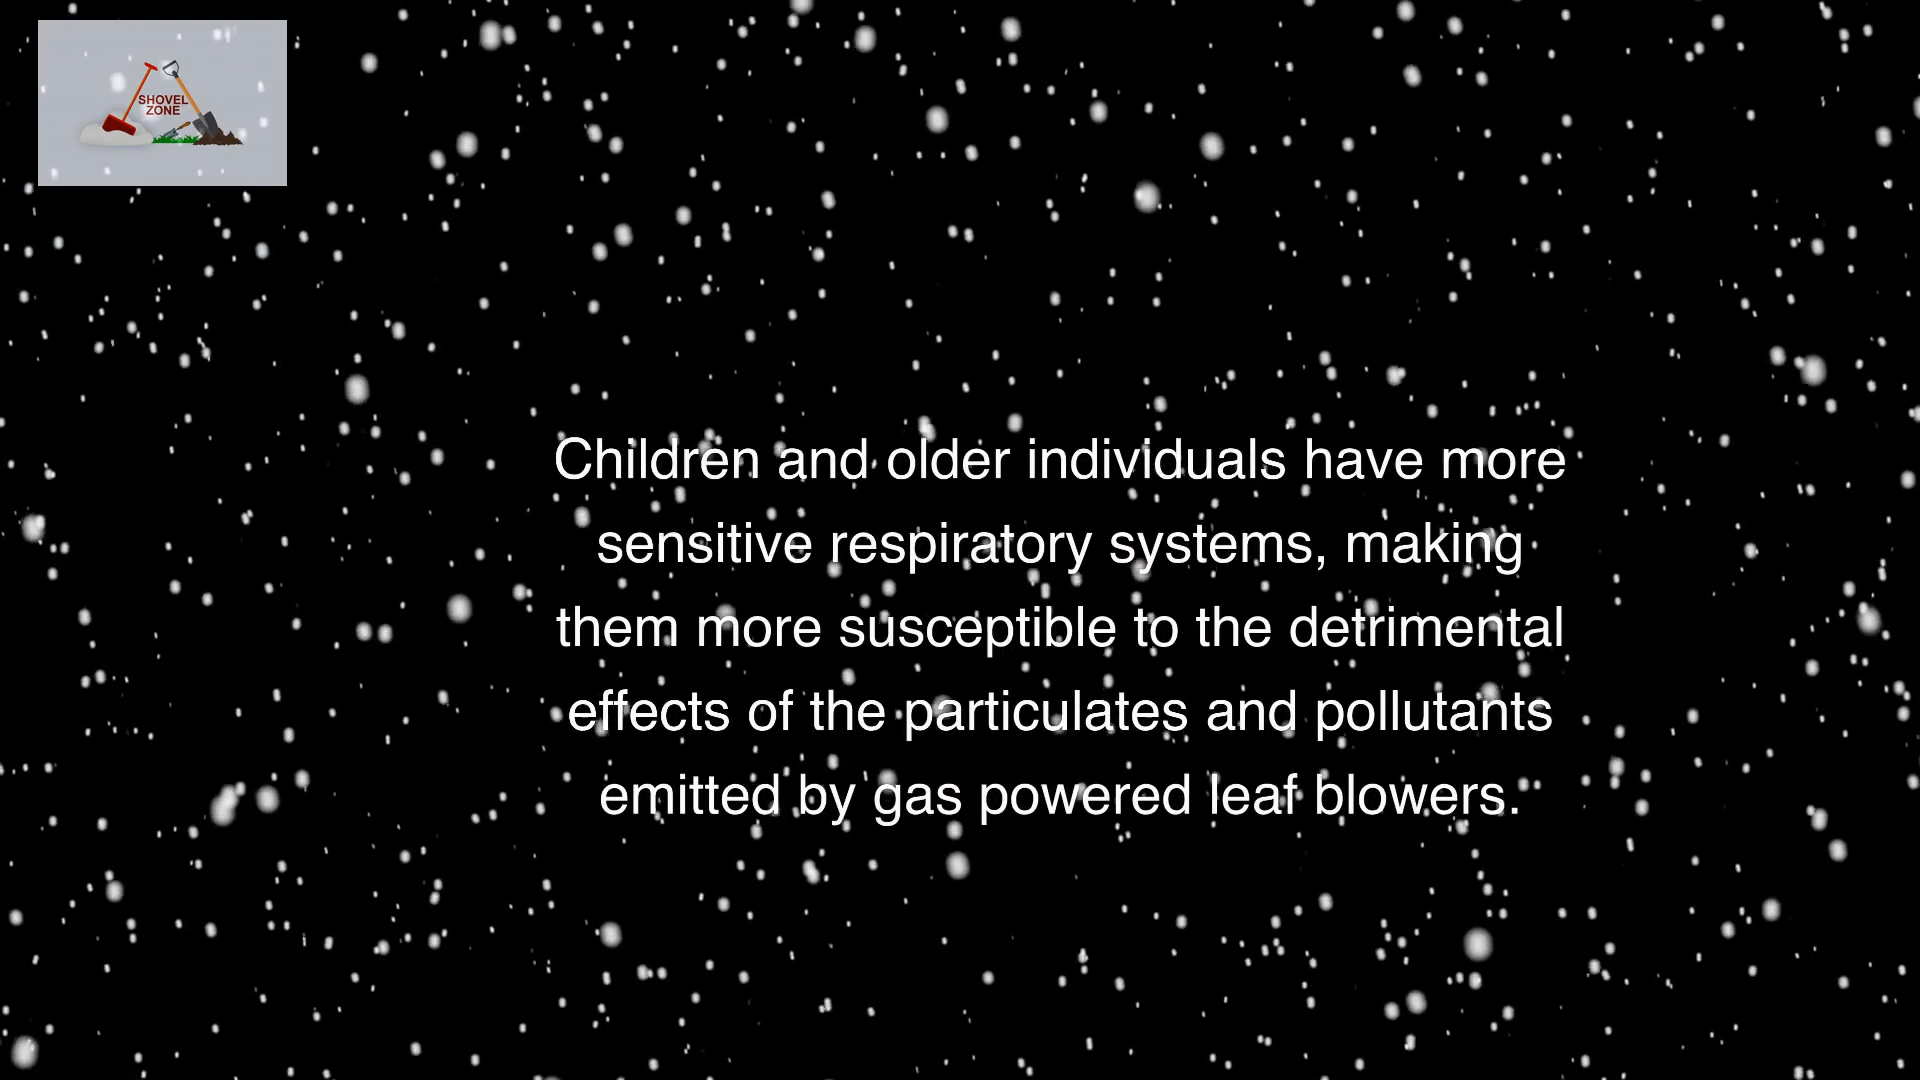 SHOVEL
ZONE
Children and older individuals have more
sensitive respiratory systems, making
them more susceptible to the detrimental
effects of the particulates and pollutants
emitted by gas powered leaf blowers.